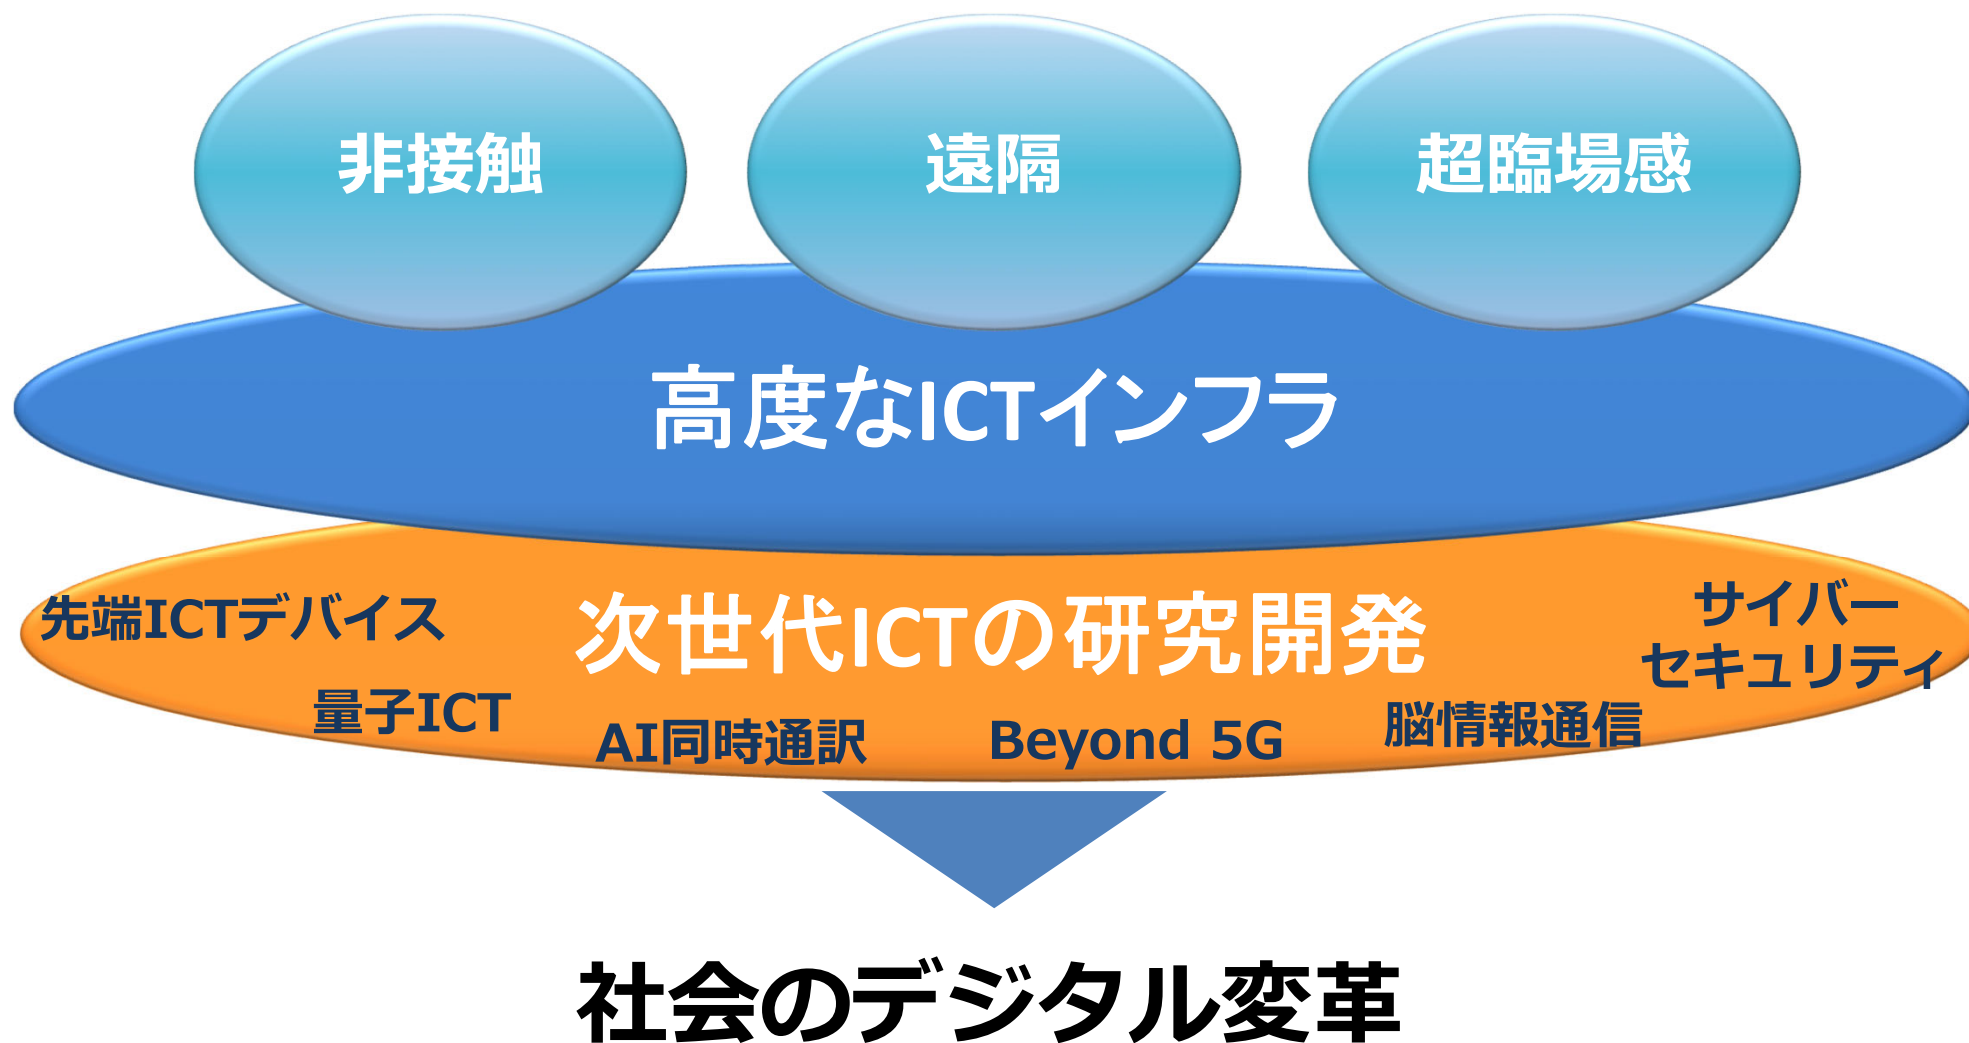 非接触
遠隔
超臨場感
高度なICTインフラ
次世代ICTの研究開発
先端ICTデバイス
量子ICT
AI同時通訳
Beyond 5G
脳情報通信
サイバー
セキュリティ
社会のデジタル変革